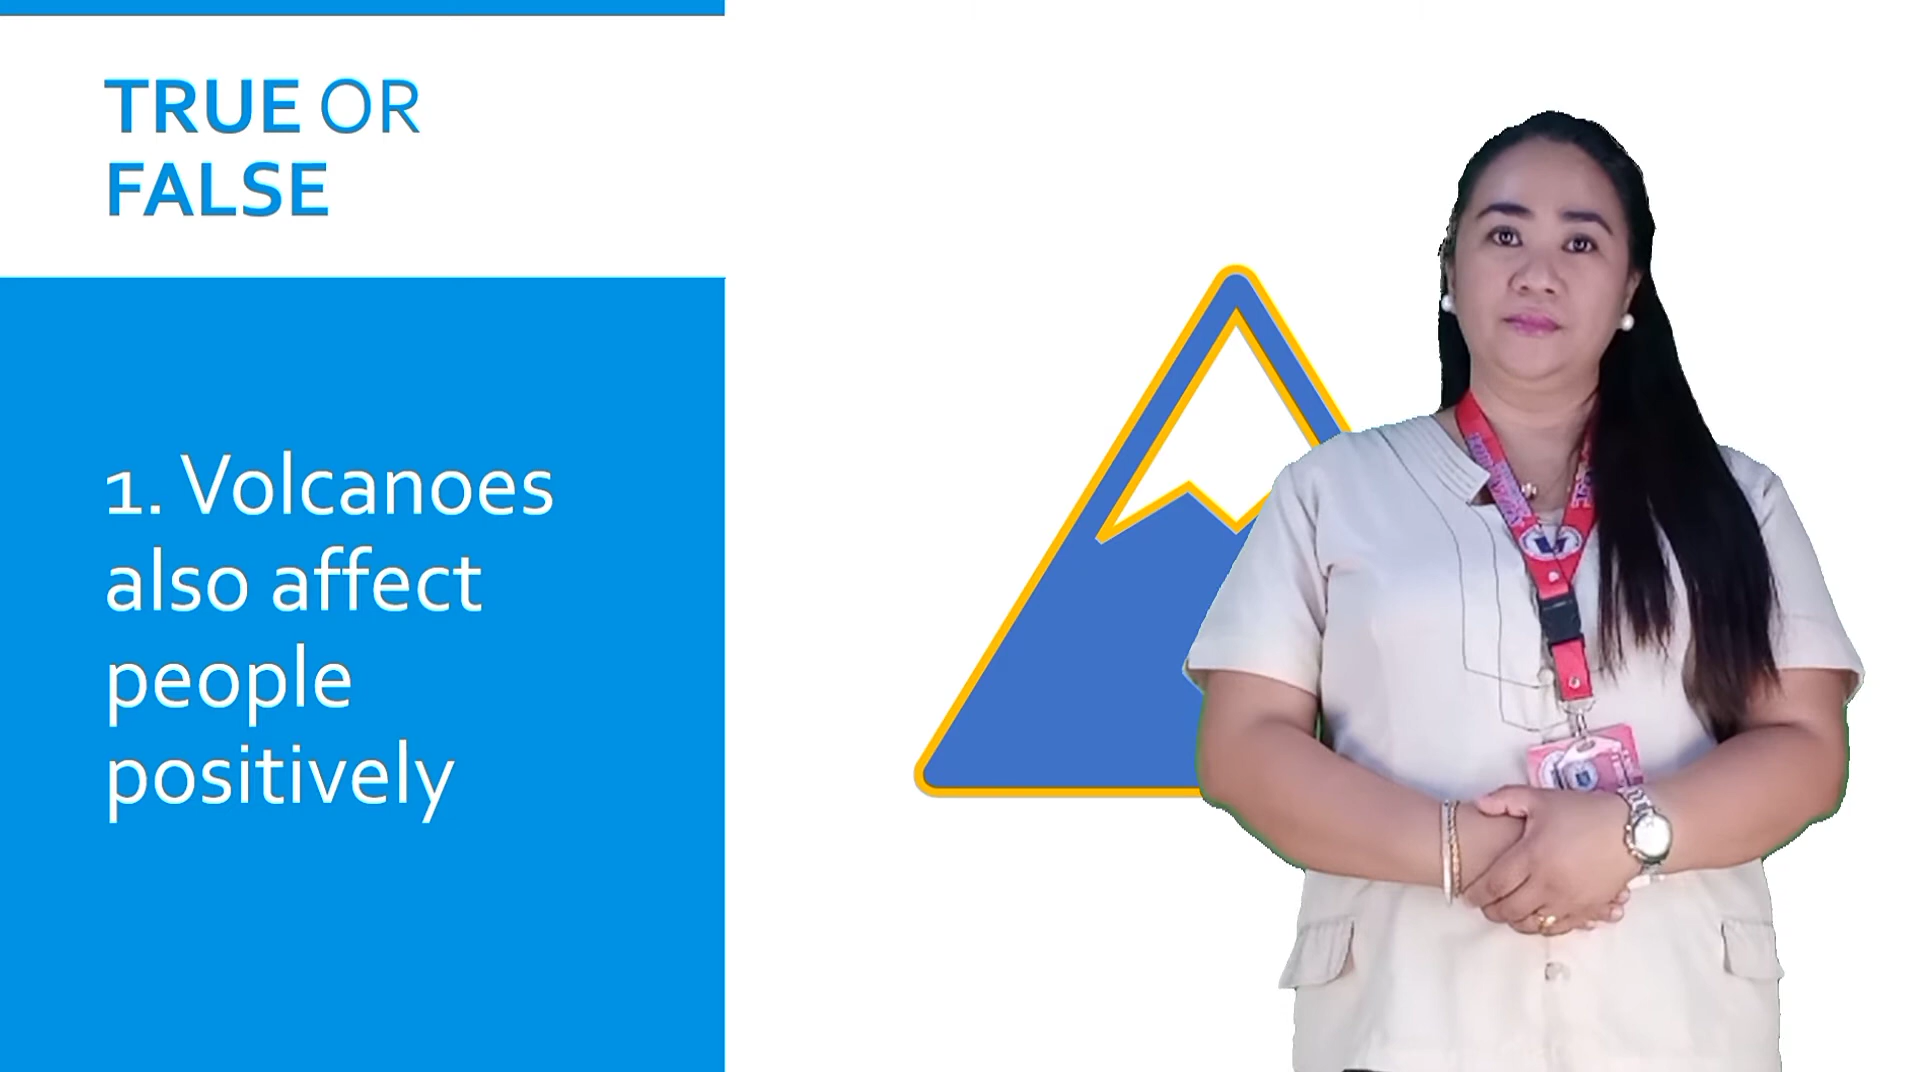 TRUE OR
FALSE
1. Volcanoes
also affect
people
positively